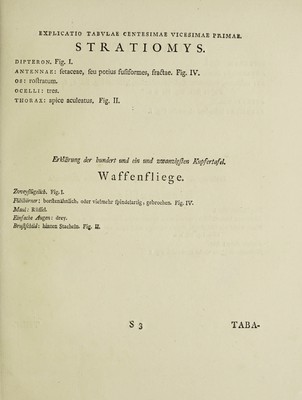 EXPLICATIO TABVLAE CENTESIMAE VICESIMAE PRIMAE.
STRATIOMYS.
DIPTERON. Fig. I.
ANTENNAE: setaceae, seu potius fusiformes, fractae. Fig. IV.
OS: rostratum.
OCELLI: tres.
THORAX: apice aculeatus, Fig. II.
Erklärung der hundert und ein und zwanzigsten Kupfertafel.
Waffenfliege.
Zweyflüglich. Fig. I.
Fühlhörner: borstenähnlich, oder vielmehr spindelartig, gebrochen. Fig. IV.
Maul: Rüssel.
Einfache Augen: drey.
Brustschild: hinten Stacheln. Fig. II.
S 3
TABA-